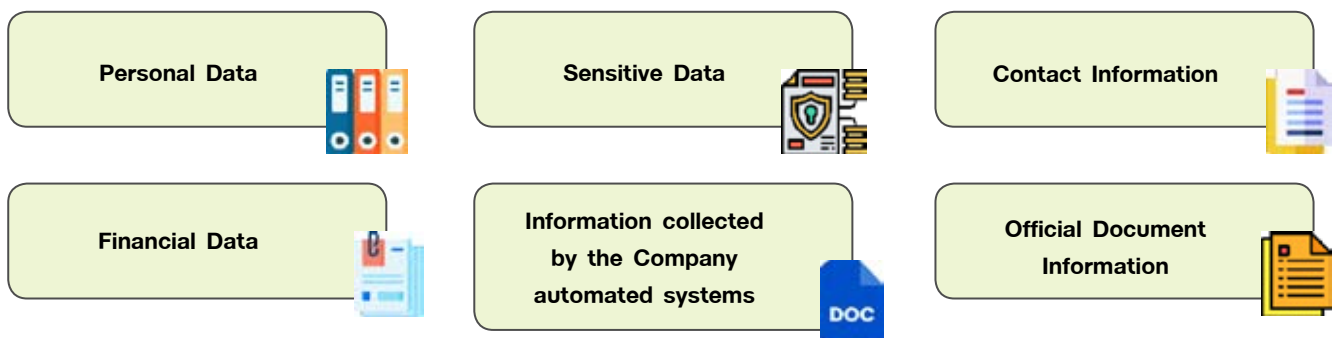 Personal Data
Sensitive Data
Contact Information
Financial Data
Information collected
by the Company
automated systems
DOC
Official Document
Information